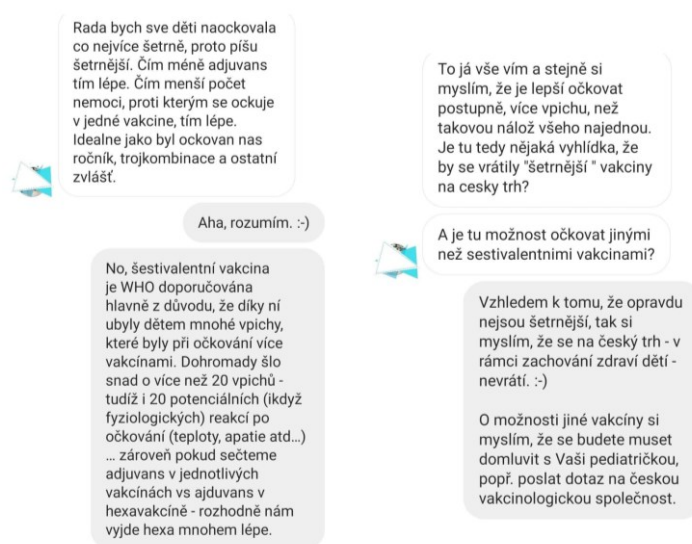 Rada bych sve děti naockovala
co nejvíce šetrně, proto píšu
šetrnější. Čím méně adjuvans
tím lépe. Čím menší počet
nemoci, proti kterým se ockuje
v jedné vakcine, tím lépe.
Idealne jako byl ockovan nas
ročník, trojkombinace a ostatní
zvlášť.
Aha, rozumím. :-)
No, šestivalentní vakcina
je WHO doporučována
hlavně z důvodu, že díky ní
ubyly dětem mnohé vpichy,
které byly při očkování více
vakcínami. Dohromady šlo
snad o více než 20 vpichů -
tudíž i 20 potenciálních (ikdyž
fyziologických) reakcí po
očkování (teploty, apatie atd...)
... zároveň pokud sečteme
adjuvans v jednotlivých
vakcínách vs ajduvans v
hexavakcíně - rozhodně nám
vyjde hexa mnohem lépe.
To já vše vím a stejně si
myslím, že je lepší očkovat
postupně, více vpichu, než
takovou nálož všeho najednou.
Je tu tedy nějaká vyhlídka, že
by se vrátily "šetrnější " vakciny
na cesky trh?
A je tu možnost očkovat jinými
než sestivalentnimi vakcinami?
Vzhledem k tomu, že opravdu
nejsou šetrnější, tak si
myslím, že se na český trh - v
rámci zachování zdraví dětí -
nevrátí. :-)
O možnosti jiné vakcíny si
myslím, že se budete muset
domluvit s Vaši pediatričkou,
popř. poslat dotaz na českou
vakcinologickou společnost.